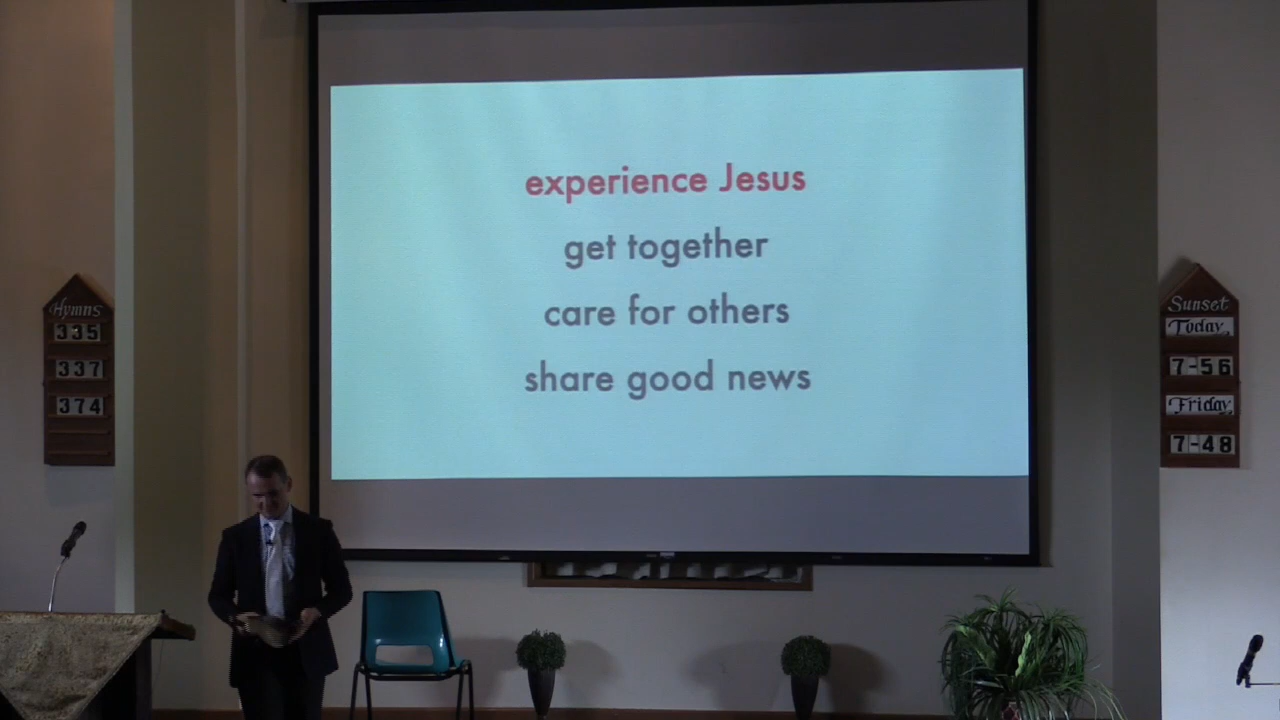 experience Jesus
get together
care for others
share good news
Hymns
335
337
374
Sunset
Today
7-56
Friday
7-48